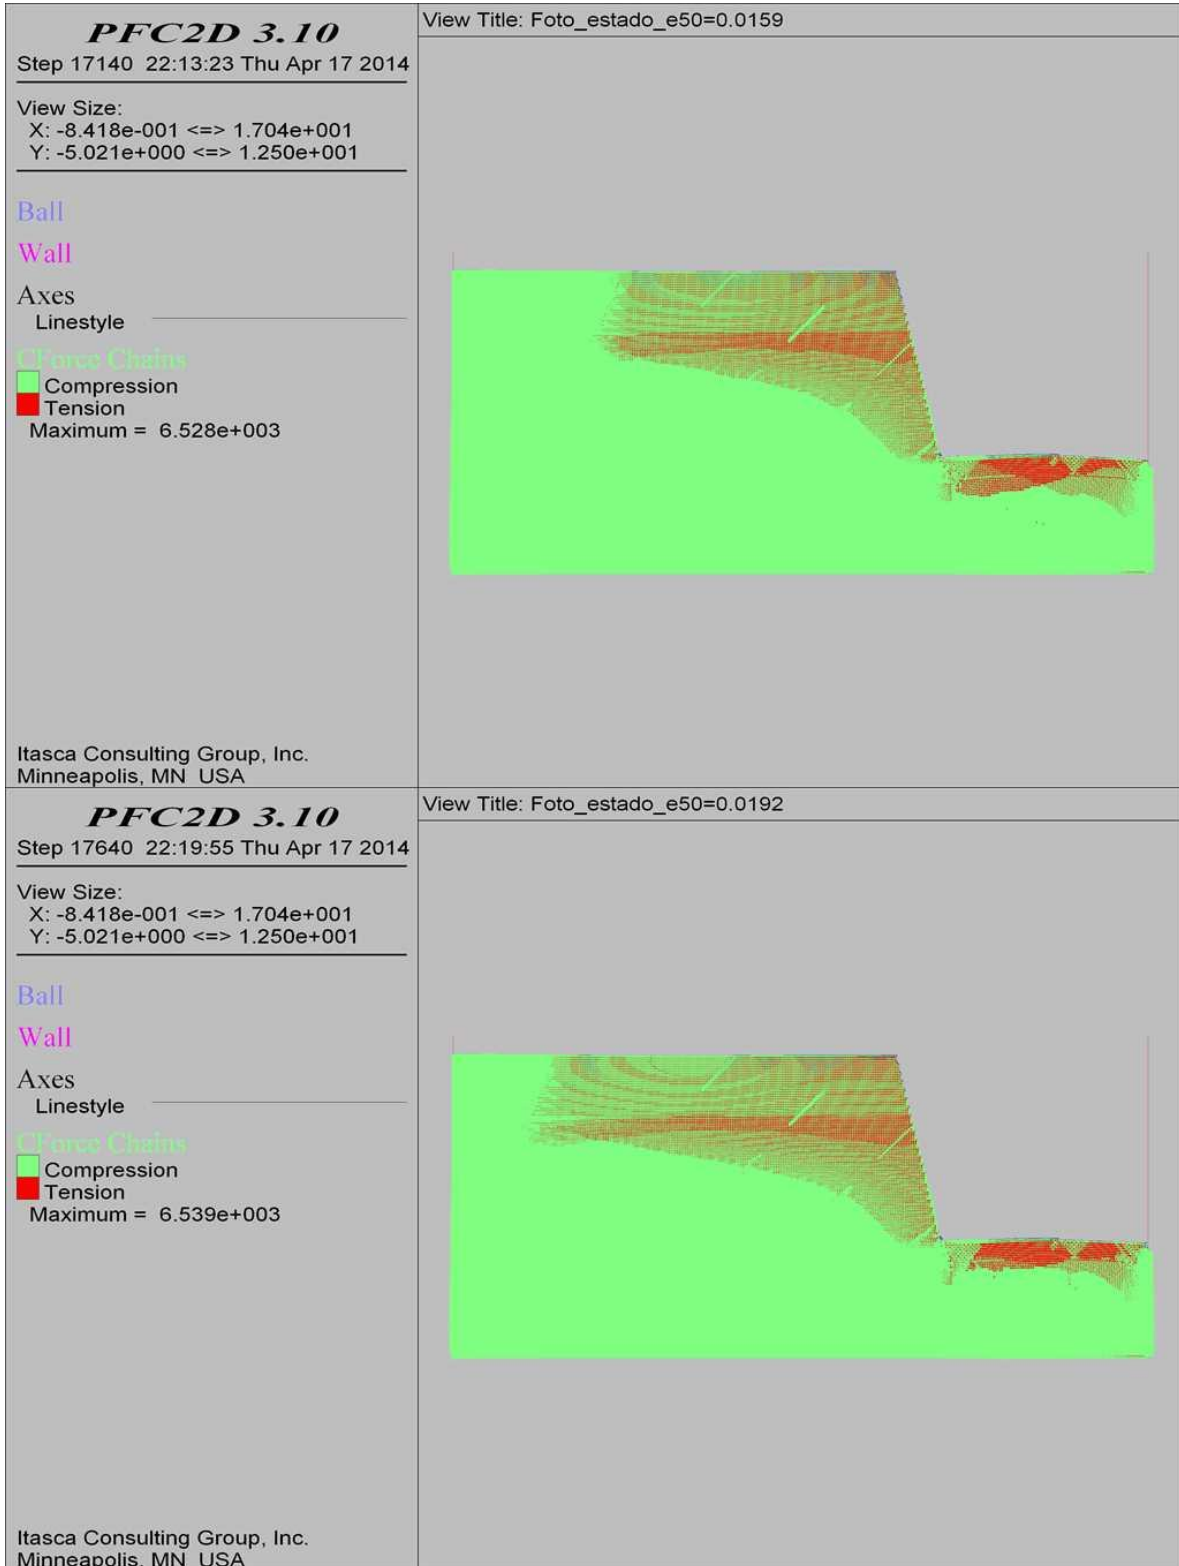 PFC2D 3.10
Step 17140  22:13:23 Thu Apr 17 2014
View Size:
X: -8.418e-001 <=> 1.704e+001
Y: -5.021e+000 <=> 1.250e+001
Ball
Wall
Axes
Linestyle
CForce Chains
Compression
Tension
Maximum =  6.528e+003
Itasca Consulting Group, Inc.
Minneapolis, MN  USA
View Title: Foto_estado_e50=0.0159
PFC2D 3.10
Step 17640  22:19:55 Thu Apr 17 2014
View Size:
X: -8.418e-001 <=> 1.704e+001
Y: -5.021e+000 <=> 1.250e+001
Ball
Wall
Axes
Linestyle
CForce Chains
Compression
Tension
Maximum =  6.539e+003
Itasca Consulting Group, Inc.
Minneapolis, MN  USA
View Title: Foto_estado_e50=0.0192